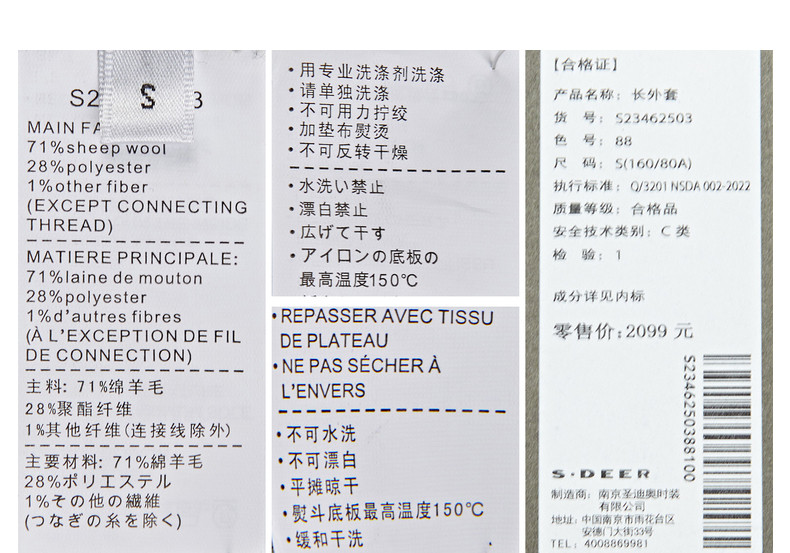 S2
S
3
MAIN FA
71%sheep wool
28%polyester
1%other fiber
(EXCEPT CONNECTING
THREAD)
MATIERE PRINCIPALE:
71%laine de mouton
28%polyester
1%d'autres fibres
(À L'EXCEPTION DE FIL
DE CONNECTION)
主料: 71%绵羊毛
28%聚酯纤维
1%其他纤维(连接线除外)
主要材料: 71%綿羊毛
28%ポリエステル
1%その他の繊維
(つなぎの糸を除く)
•用专业洗涤剂洗涤
•请单独洗涤
•不可用力拧绞
•加垫布熨烫
•不可反转干燥
•水洗い禁止
•漂白禁止
•広げて干す
•アイロンの底板の
最高温度150℃
•REPASSER AVEC TISSU
DE PLATEAU
•NE PAS SÉCHER À
L'ENVERS
•不可水洗
•不可漂白
•平摊晾干
•熨斗底板最高温度150℃
•缓和干洗
【合格证】
产品名称: 长外套
货 号: S23462503
色 号: 88
尺 码: S(160/80A)
执行标准: Q/3201 NSDA 002-2022
质量等级: 合格品
安全技术类别: C 类
检 验: 1
成分详见内标
零售价: 2099 元
S2346250388100
S·DEER
制造商: 南京圣迪奥时装
有限公司
地址: 中国南京市雨花台区
安德门大街33号
TEL: 4008869981